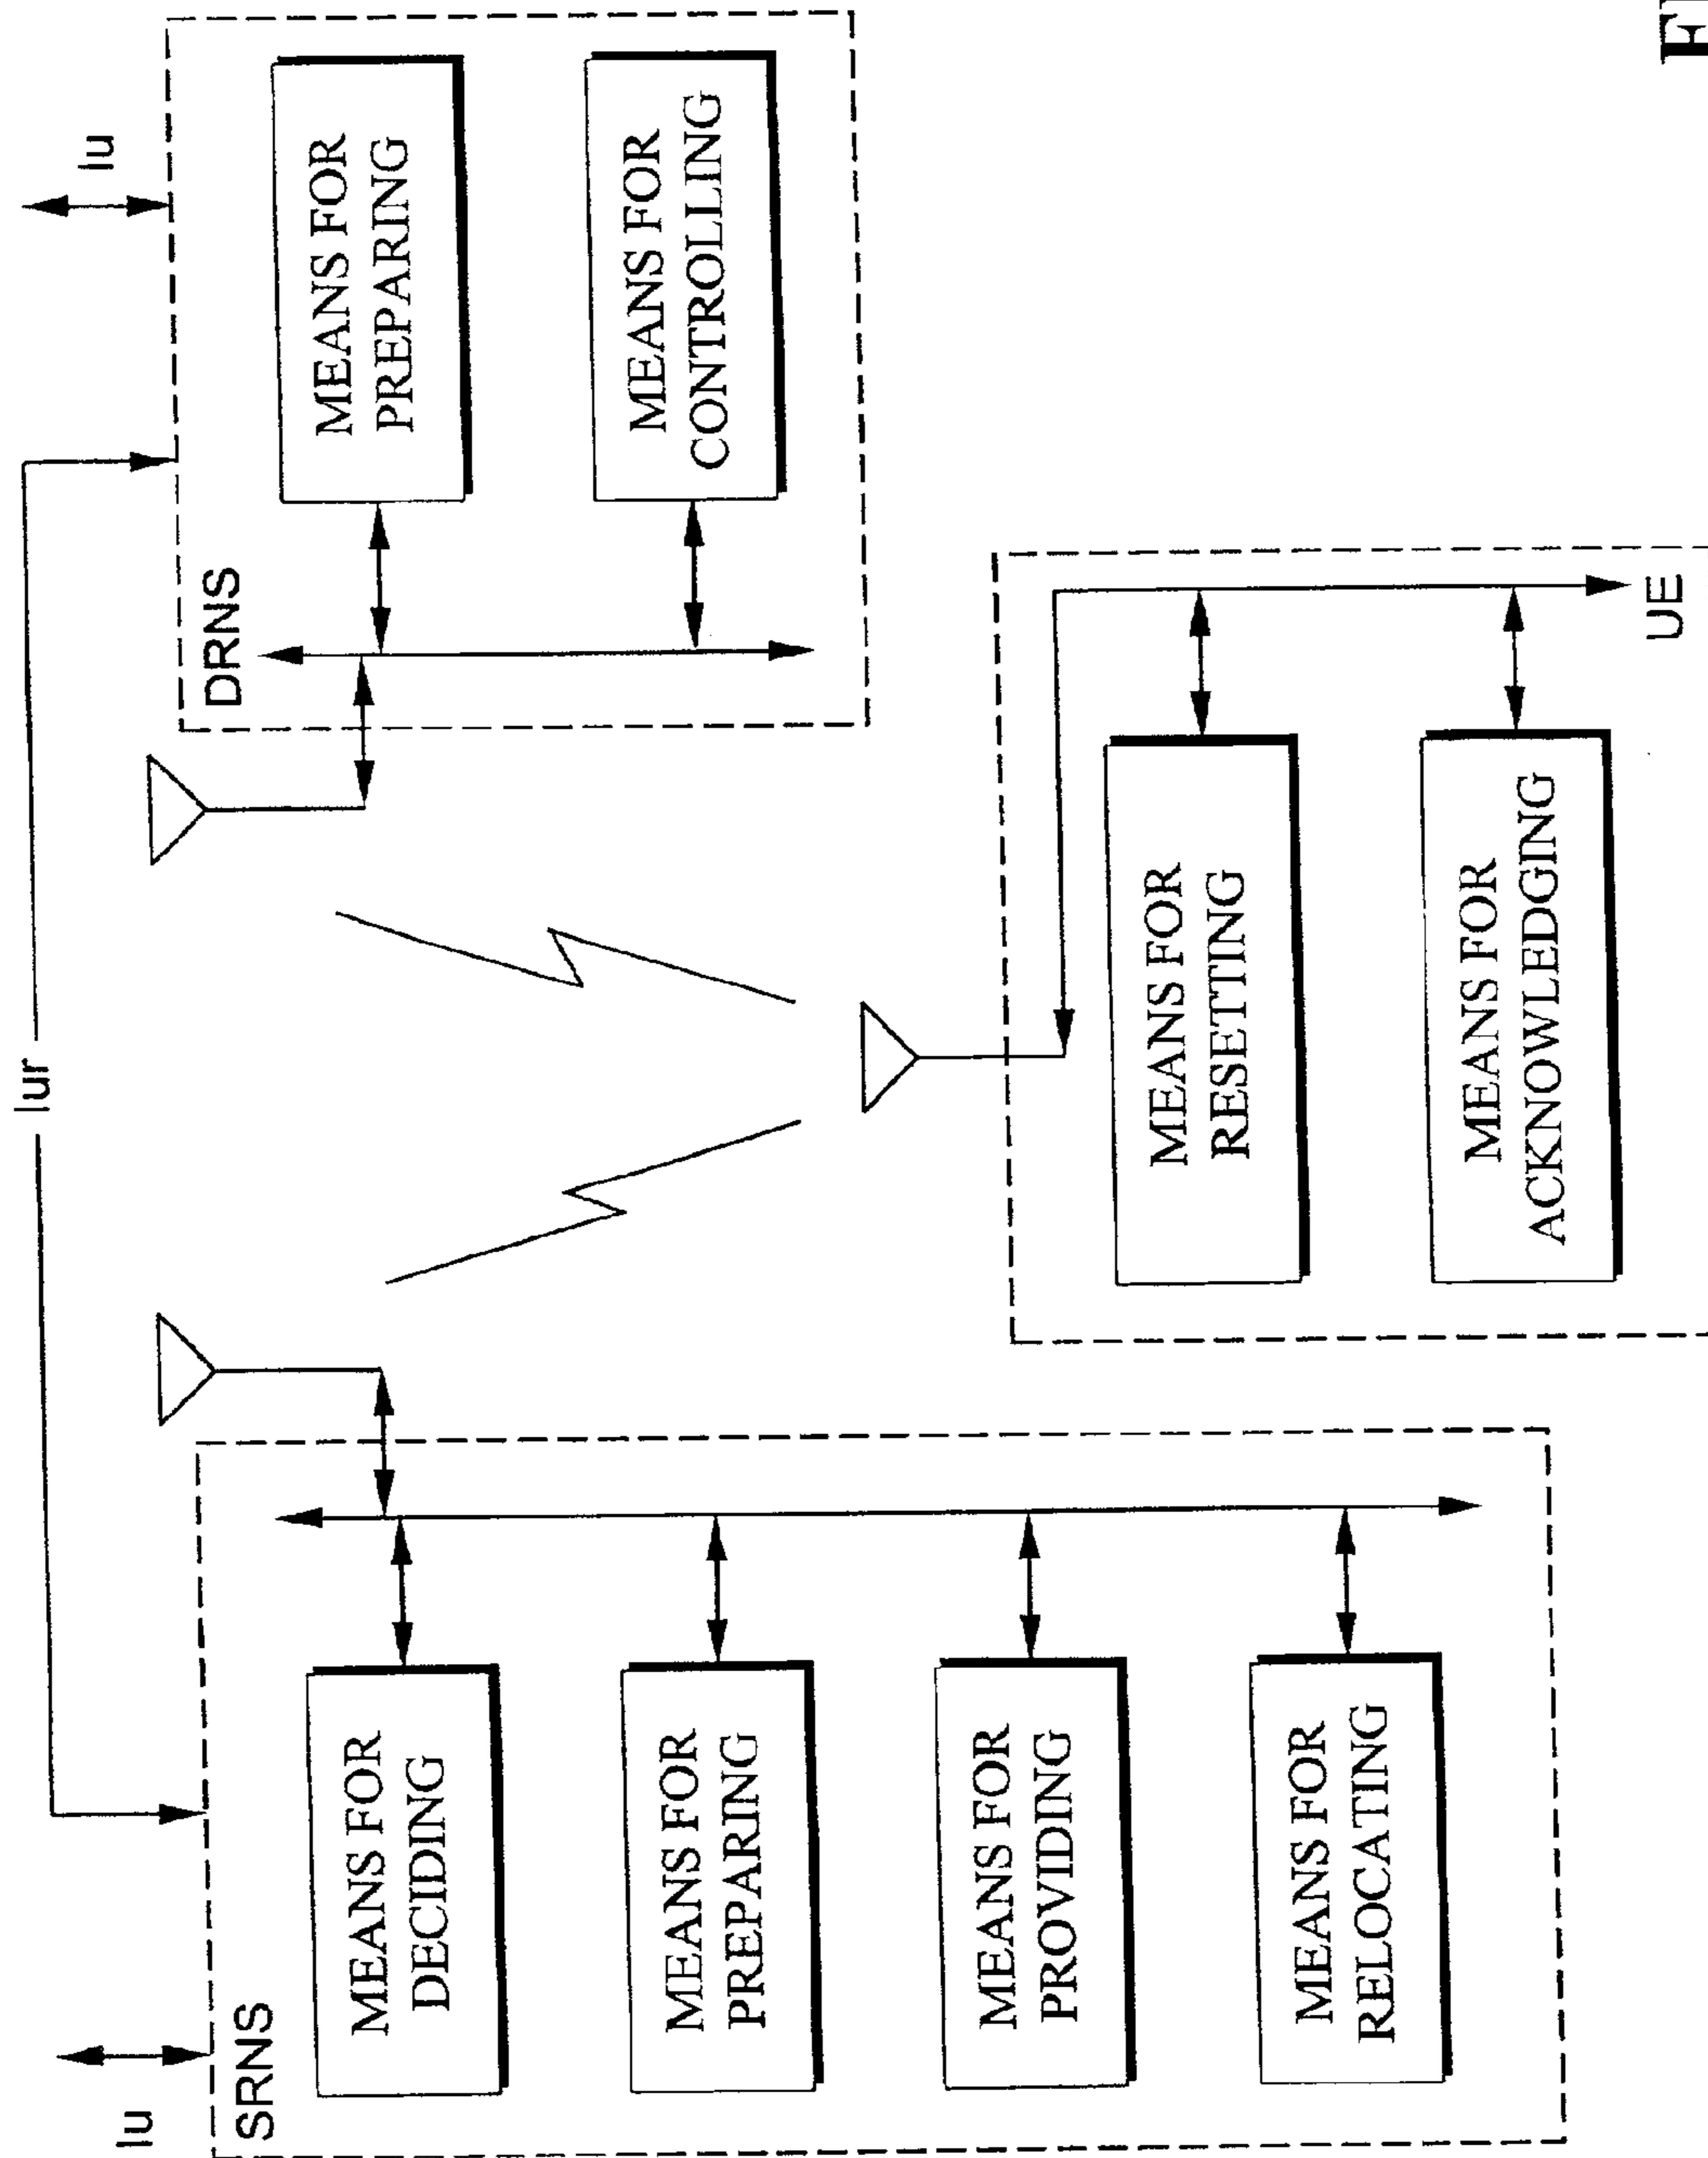 Iur
Iu
SRNS
MEANS FOR
DECIDING
MEANS FOR
PREPARING
MEANS FOR
PROVIDING
MEANS FOR
RELOCATING
Iu
DRNS
MEANS FOR
PREPARING
MEANS FOR
CONTROLLING
MEANS FOR
RESETTING
MEANS FOR
ACKNOWLEDGING
UE